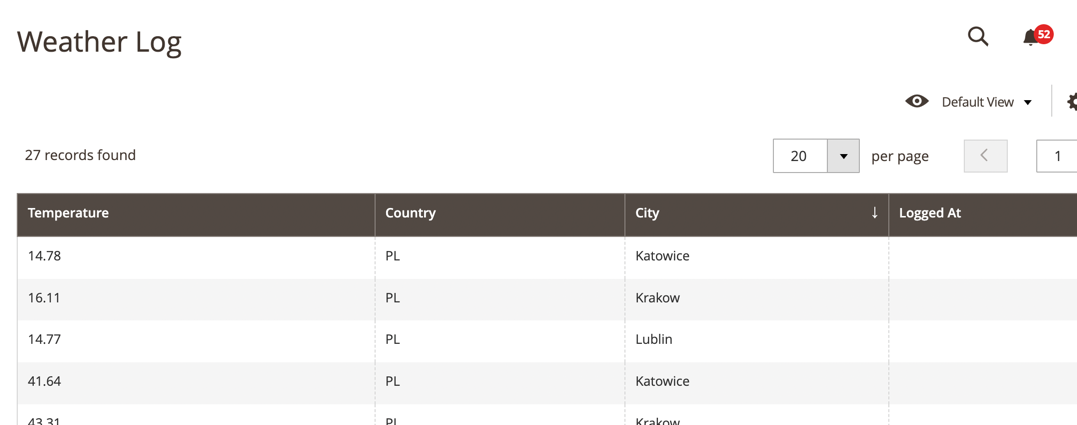 Weather Log
52
Default View
27 records found
20 per page
1
Temperature Country City ↓ Logged At
14.78 PL Katowice
16.11 PL Krakow
14.77 PL Lublin
41.64 PL Katowice
43.31 PL Krakow